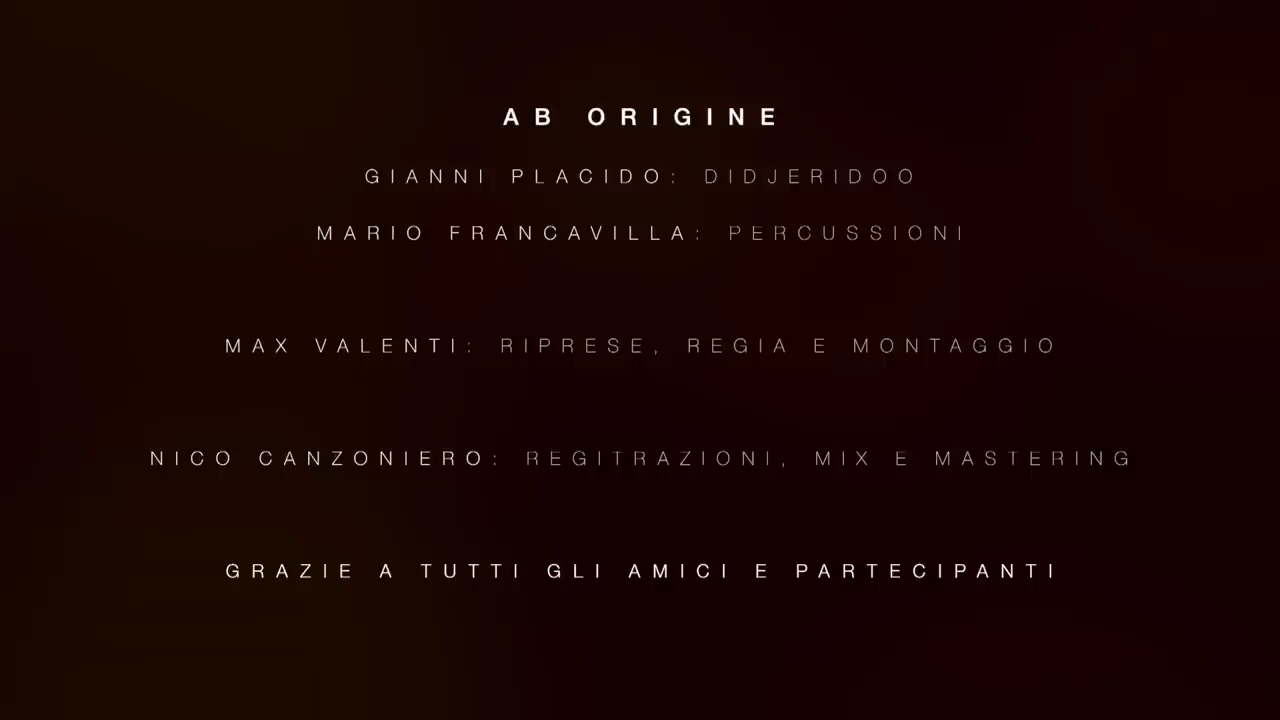 AB ORIGINE
GIANNI PLACIDO: DIDJERIDOO
MARIO FRANCAVILLA: PERCUSSIONI
MAX VALENTI: RIPRESE, REGIA E MONTAGGIO
NICO CANZONIERO: REGITRAZIONI, MIX E MASTERING
GRAZIE A TUTTI GLI AMICI E PARTECIPANTI